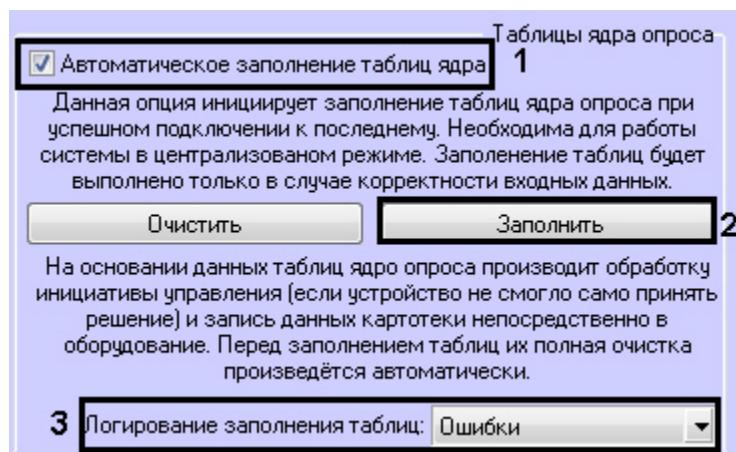 Таблицы ядра опроса
Автоматическое заполнение таблиц ядра 1
Данная опция инициирует заполнение таблиц ядра опроса при
успешном подключении к последнему. Необходима для работы
системы в централизованом режиме. Заполенение таблиц будет
выполнено только в случае корректности входных данных.
Очистить Заполнить 2
На основании данных таблиц ядро опроса производит обработку
инициативы управления (если устройство не смогло само принять
решение) и запись данных картотеки непосредственно в
оборудование. Перед заполнением таблиц их полная очистка
произведётся автоматически.
3 Логирование заполнения таблиц: Ошибки